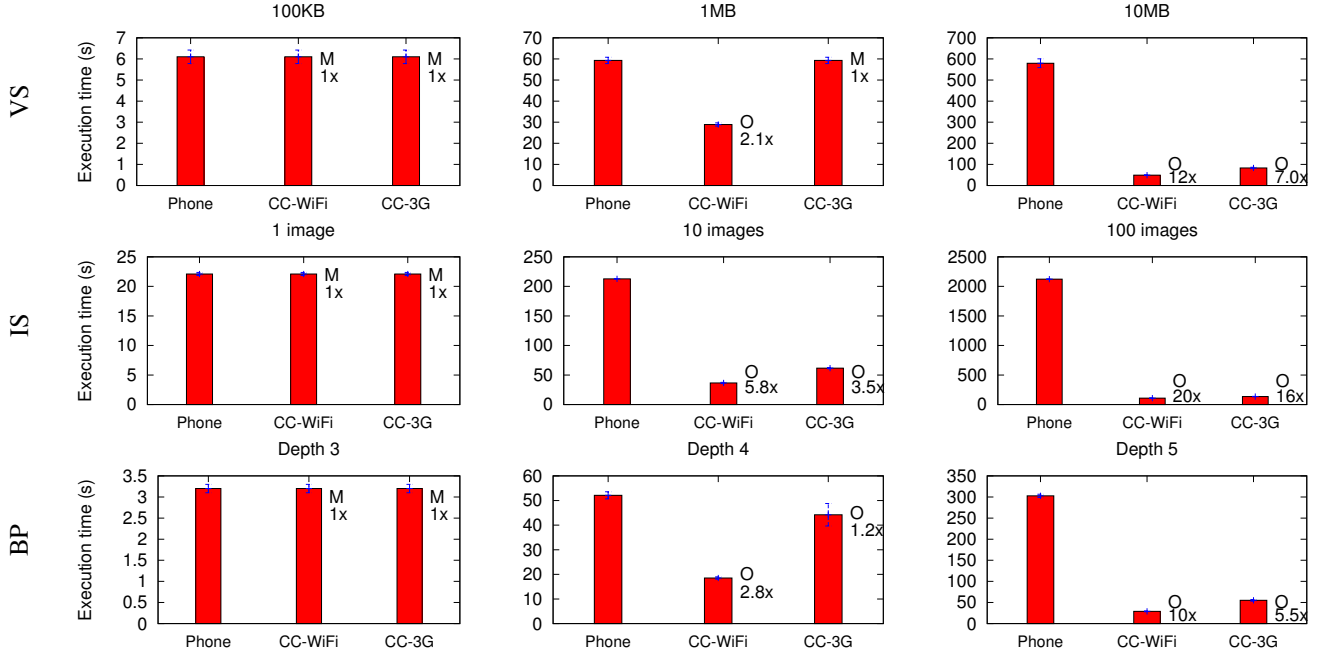 100KB 1MB 10MB
VS
Execution time (s)
7 6 5 4 3 2 1 0
M
1x
M
1x
Phone CC-WiFi CC-3G
70 60 50 40 30 20 10 0
O
2.1x
M
1x
Phone CC-WiFi CC-3G
700 600 500 400 300 200 100 0
O
12x
O
7.0x
Phone CC-WiFi CC-3G
1 image 10 images 100 images
IS
Execution time (s)
25 20 15 10 5 0
M
1x
M
1x
Phone CC-WiFi CC-3G
250 200 150 100 50 0
O
5.8x
O
3.5x
Phone CC-WiFi CC-3G
2500 2000 1500 1000 500 0
O
20x
O
16x
Phone CC-WiFi CC-3G
Depth 3 Depth 4 Depth 5
BP
Execution time (s)
3.5 3 2.5 2 1.5 1 0.5 0
M
1x
M
1x
Phone CC-WiFi CC-3G
60 50 40 30 20 10 0
O
2.8x
O
1.2x
Phone CC-WiFi CC-3G
350 300 250 200 150 100 50 0
O
10x
O
5.5x
Phone CC-WiFi CC-3G